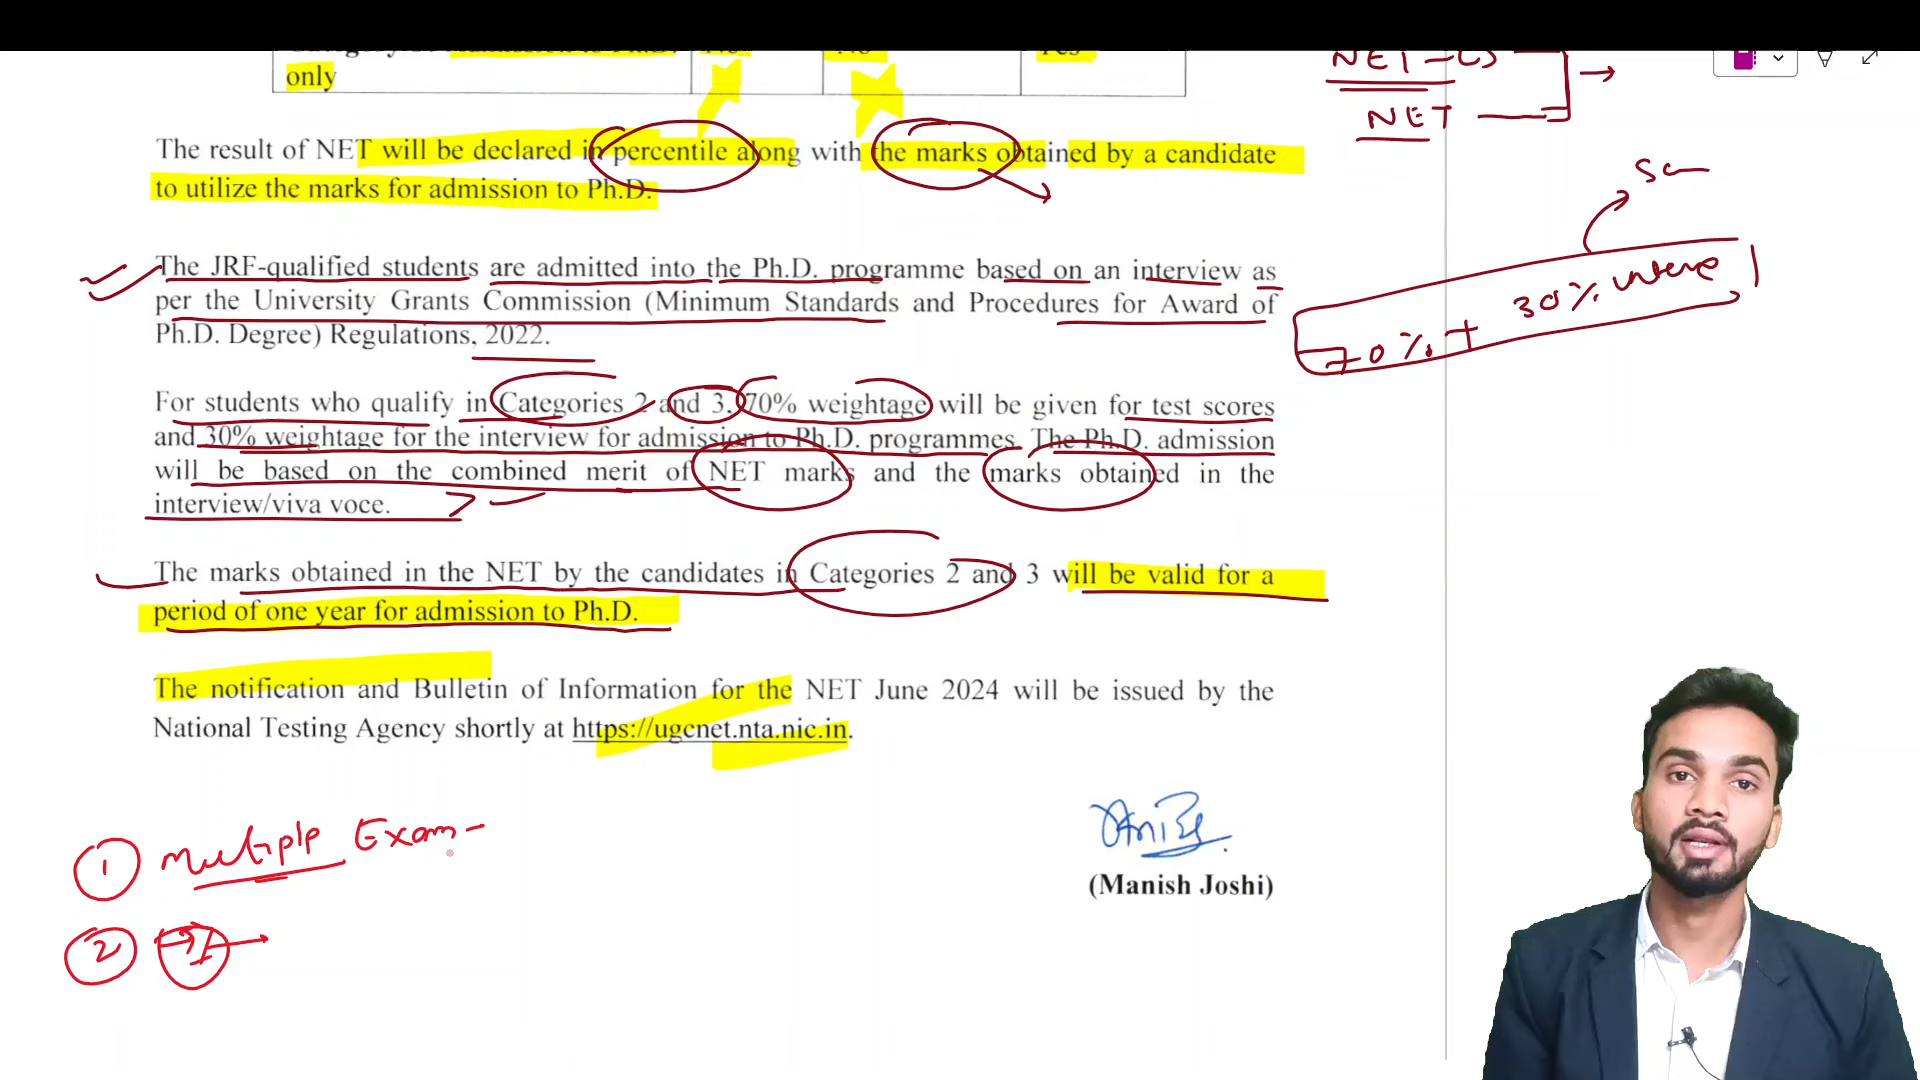 only
The result of NET will be declared in percentile along with the marks obtained by a candidate
to utilize the marks for admission to Ph.D.
The JRF-qualified students are admitted into the Ph.D. programme based on an interview as
per the University Grants Commission (Minimum Standards and Procedures for Award of
Ph.D. Degree) Regulations, 2022.
For students who qualify in Categories 2 and 3, 70% weightage will be given for test scores
and 30% weightage for the interview for admission to Ph.D. programmes. The Ph.D. admission
will be based on the combined merit of NET marks and the marks obtained in the
interview/viva voce.
The marks obtained in the NET by the candidates in Categories 2 and 3 will be valid for a
period of one year for admission to Ph.D.
The notification and Bulletin of Information for the NET June 2024 will be issued by the
National Testing Agency shortly at https://ugcnet.nta.nic.in.
(Manish Joshi)
NET
70% + 30%
1
Exam-
2